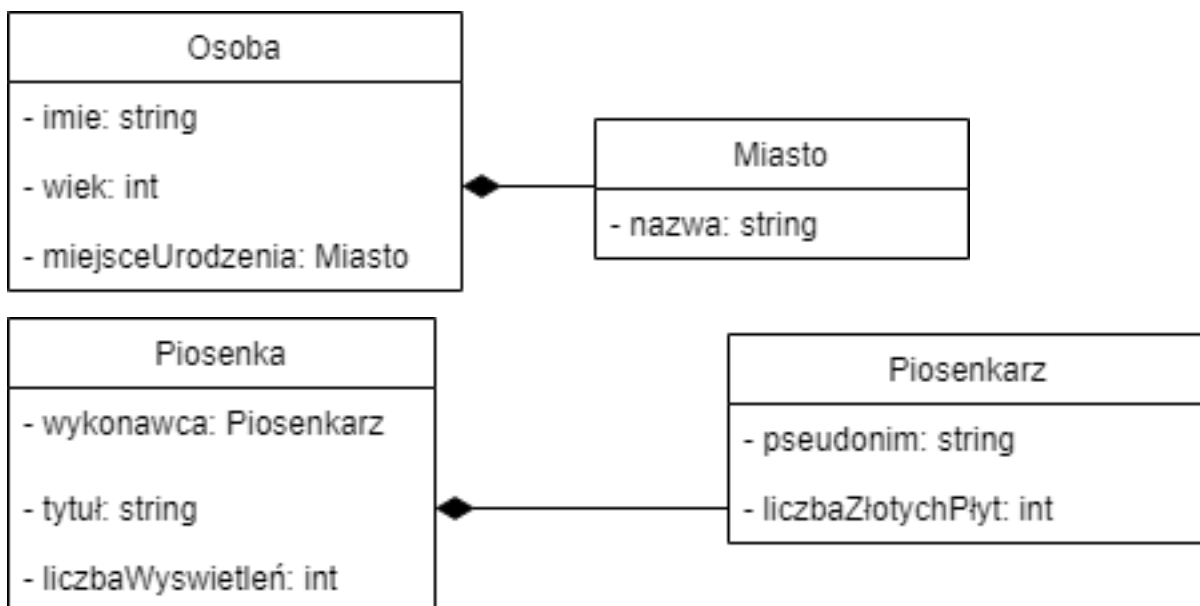 Osoba
- imie: string
- wiek: int
- miejsceUrodzenia: Miasto
Miasto
- nazwa: string
Piosenka
- wykonawca: Piosenkarz
- tytuł: string
- liczbaWyswietleń: int
Piosenkarz
- pseudonim: string
- liczbaZłotychPłyt: int